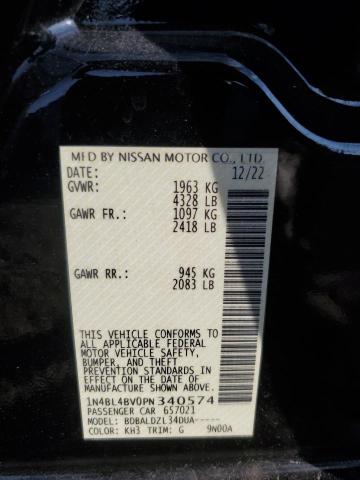 MFD BY NISSAN MOTOR CO., LTD.
DATE: 12/22
GVWR: 1963 KG
4328 LB
GAWR FR.: 1097 KG
2418 LB
GAWR RR.: 945 KG
2083 LB
THIS VEHICLE CONFORMS TO
ALL APPLICABLE FEDERAL
MOTOR VEHICLE SAFETY,
BUMPER, AND THEFT
PREVENTION STANDARDS
IN EFFECT ON THE DATE OF
MANUFACTURE SHOWN ABOVE.
1N4BL4BV0PN340574
PASSENGER CAR 657021
MODEL: BDBALDZL34DUA-----
COLOR: KH3 TRIM: G 9N00A